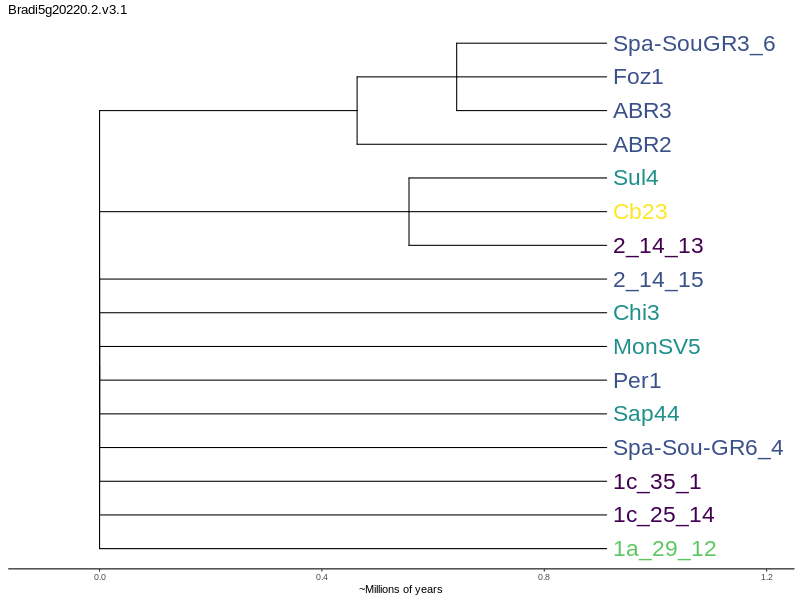 Bradi5g20220.2.v3.1
Spa-SouGR3_6
Foz1
ABR3
ABR2
Sul4
Cb23
2_14_13
2_14_15
Chi3
MonSV5
Per1
Sap44
Spa-Sou-GR6_4
1c_35_1
1c_25_14
1a_29_12
0.0 0.4 0.8 1.2
~Millions of years